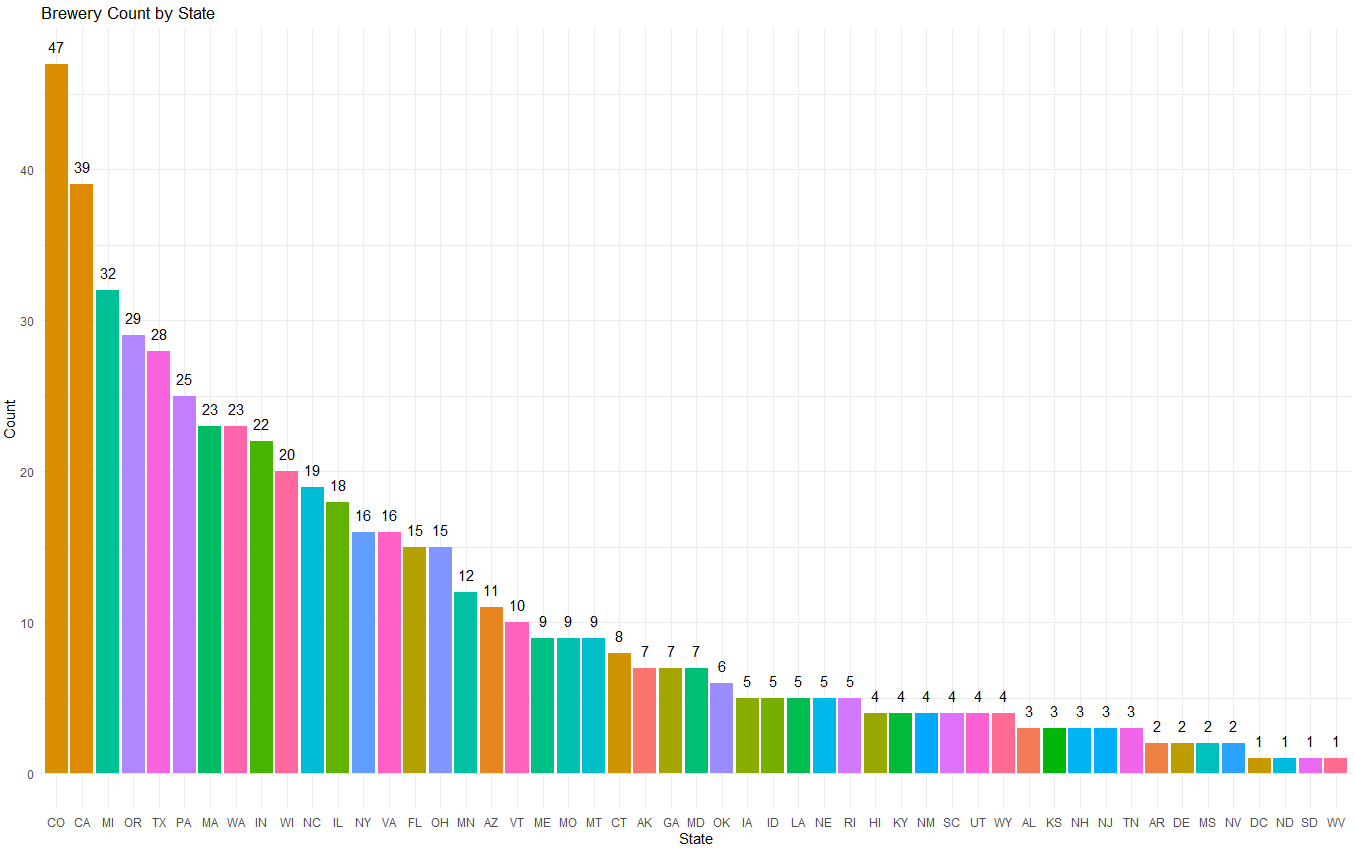 Brewery Count by State
47
39
32
29
28
25
23 23
22
20
19
18
16 16
15 15
12
11
10
9 9 9
8
7 7 7
6
5 5 5 5 5
4 4 4 4 4 4
3 3 3 3 3
2 2 2 2
1 1 1 1
40
30
20
10
0
Count
CO CA MI OR TX PA MA WA IN WI NC IL NY VA FL OH MN AZ VT ME MO MT CT AK GA MD OK IA ID LA NE RI HI KY NM SC UT WY AL KS NH NJ TN AR DE MS NV DC ND SD WV
State